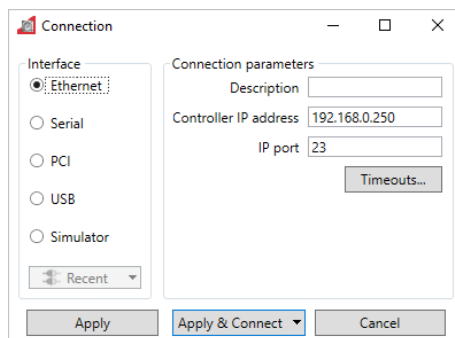 Connection
Interface
Ethernet
Serial
PCI
USB
Simulator
Recent
Connection parameters
Description
Controller IP address 192.168.0.250
IP port 23
Timeouts...
Apply
Apply & Connect
Cancel